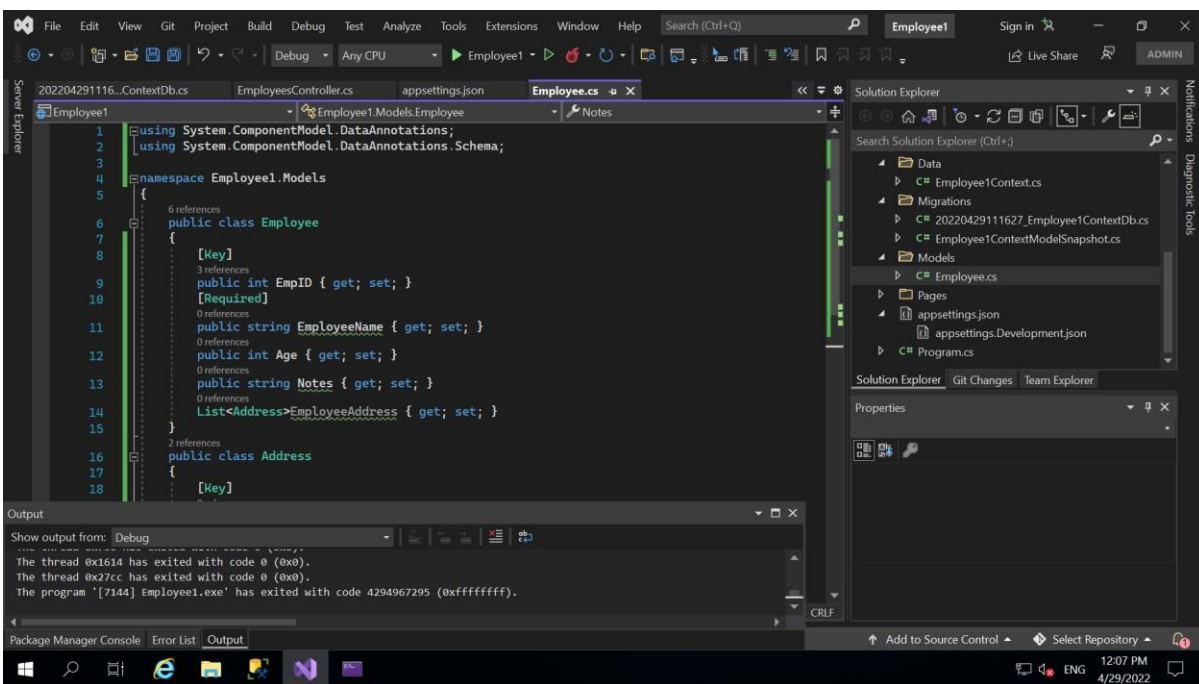 File Edit View Git Project Build Debug Test Analyze Tools Extensions Window Help Search (Ctrl+Q) Employee1 Sign in
Debug Any CPU Employee1 Live Share ADMIN
Server Explorer
202204291116...ContextDb.cs EmployeesController.cs appsettings.json Employee.cs
Employee1 Employee1.Models.Employee Notes
1 using System.ComponentModel.DataAnnotations;
2 using System.ComponentModel.DataAnnotations.Schema;
3
4 namespace Employee1.Models
5 {
6 references
6 public class Employee
7 {
8 [Key]
3 references
9 public int EmpID { get; set; }
10 [Required]
0 references
11 public string EmployeeName { get; set; }
0 references
12 public int Age { get; set; }
0 references
13 public string Notes { get; set; }
0 references
14 List<Address>EmployeeAddress { get; set; }
15 }
2 references
16 public class Address
17 {
18 [Key]
Solution Explorer
Search Solution Explorer (Ctrl+;)
Data
C# Employee1Context.cs
Migrations
C# 20220429111627_Employee1ContextDb.cs
C# Employee1ContextModelSnapshot.cs
Models
C# Employee.cs
Pages
appsettings.json
appsettings.Development.json
C# Program.cs
Solution Explorer Git Changes Team Explorer
Properties
Notifications
Diagnostic Tools
Output
Show output from: Debug
The thread 0x1614 has exited with code 0 (0x0).
The thread 0x27cc has exited with code 0 (0x0).
The program '[7144] Employee1.exe' has exited with code 4294967295 (0xffffffff).
CRLF
Package Manager Console Error List Output
Add to Source Control Select Repository 1
ENG 12:07 PM
4/29/2022